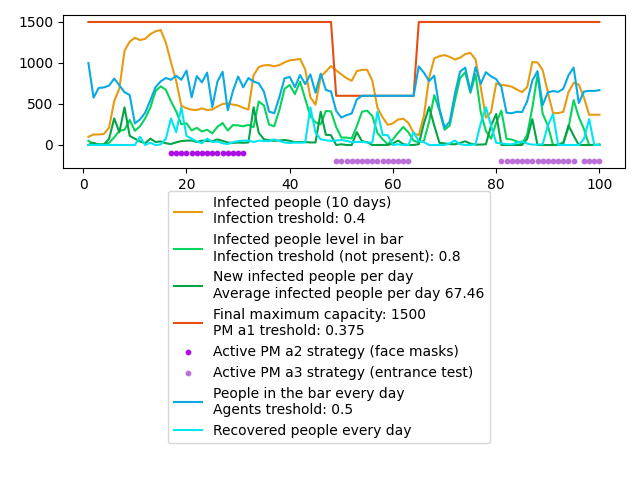 1500
1000
500
0
0
20
40
60
80
100
Infected people (10 days)
Infection treshold: 0.4
Infected people level in bar
Infection treshold (not present): 0.8
New infected people per day
Average infected people per day 67.46
Final maximum capacity: 1500
PM a1 treshold: 0.375
Active PM a2 strategy (face masks)
Active PM a3 strategy (entrance test)
People in the bar every day
Agents treshold: 0.5
Recovered people every day